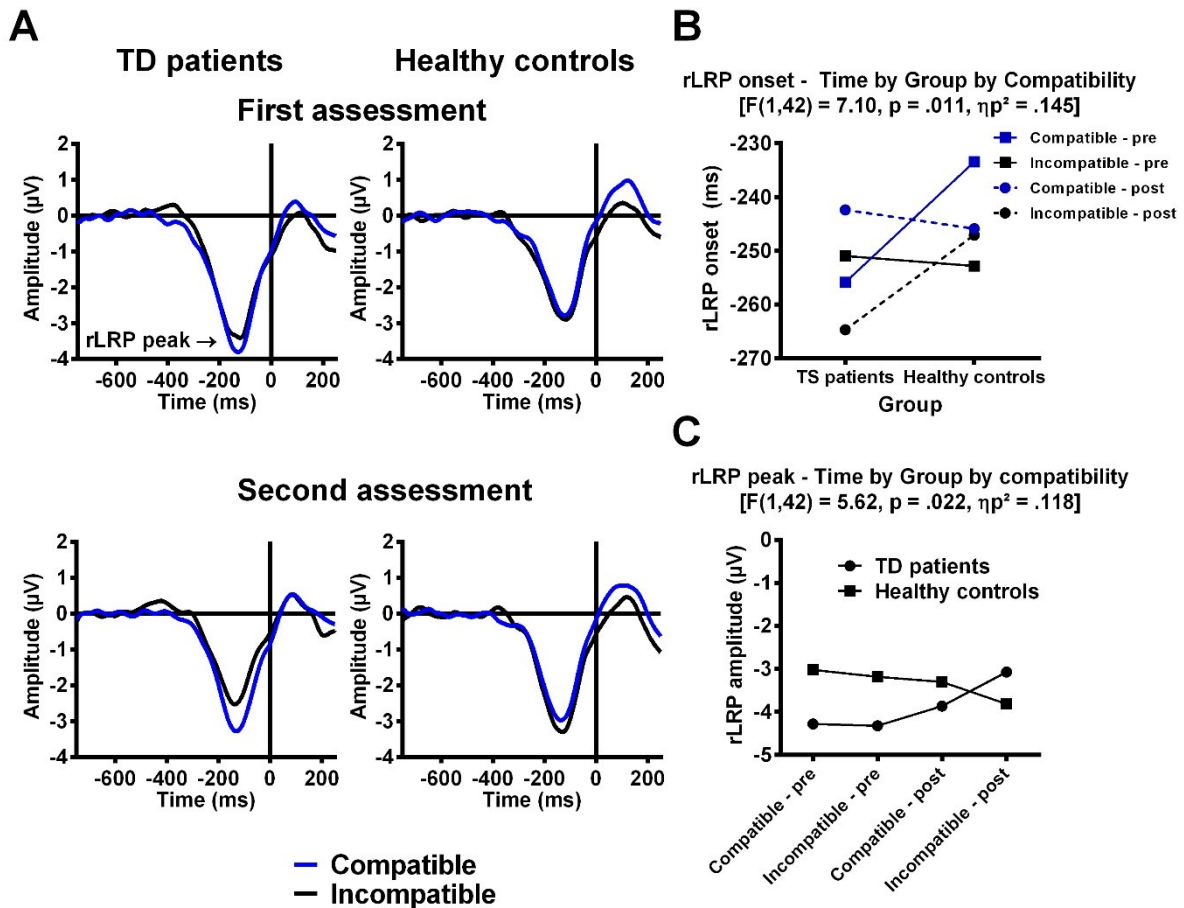 A
TD patients
Healthy controls
First assessment
2
1
0
-1
-2
-3
-4
Amplitude (µV)
rLRP peak →
-600 -400 -200 0 200
Time (ms)
2
1
0
-1
-2
-3
-4
Amplitude (µV)
-600 -400 -200 0 200
Time (ms)
Second assessment
2
1
0
-1
-2
-3
-4
Amplitude (µV)
-600 -400 -200 0 200
Time (ms)
2
1
0
-1
-2
-3
-4
Amplitude (µV)
-600 -400 -200 0 200
Time (ms)
Compatible
Incompatible
B
rLRP onset - Time by Group by Compatibility
[F(1,42) = 7.10, p = .011, ηp² = .145]
-230
-240
-250
-260
-270
rLRP onset (ms)
Compatible - pre
Incompatible - pre
Compatible - post
Incompatible - post
TS patients Healthy controls
Group
C
rLRP peak - Time by Group by compatibility
[F(1,42) = 5.62, p = .022, ηp² = .118]
0
-1
-2
-3
-4
-5
rLRP amplitude (µV)
TD patients
Healthy controls
Compatible - pre
Incompatible - pre
Compatible - post
Incompatible - post